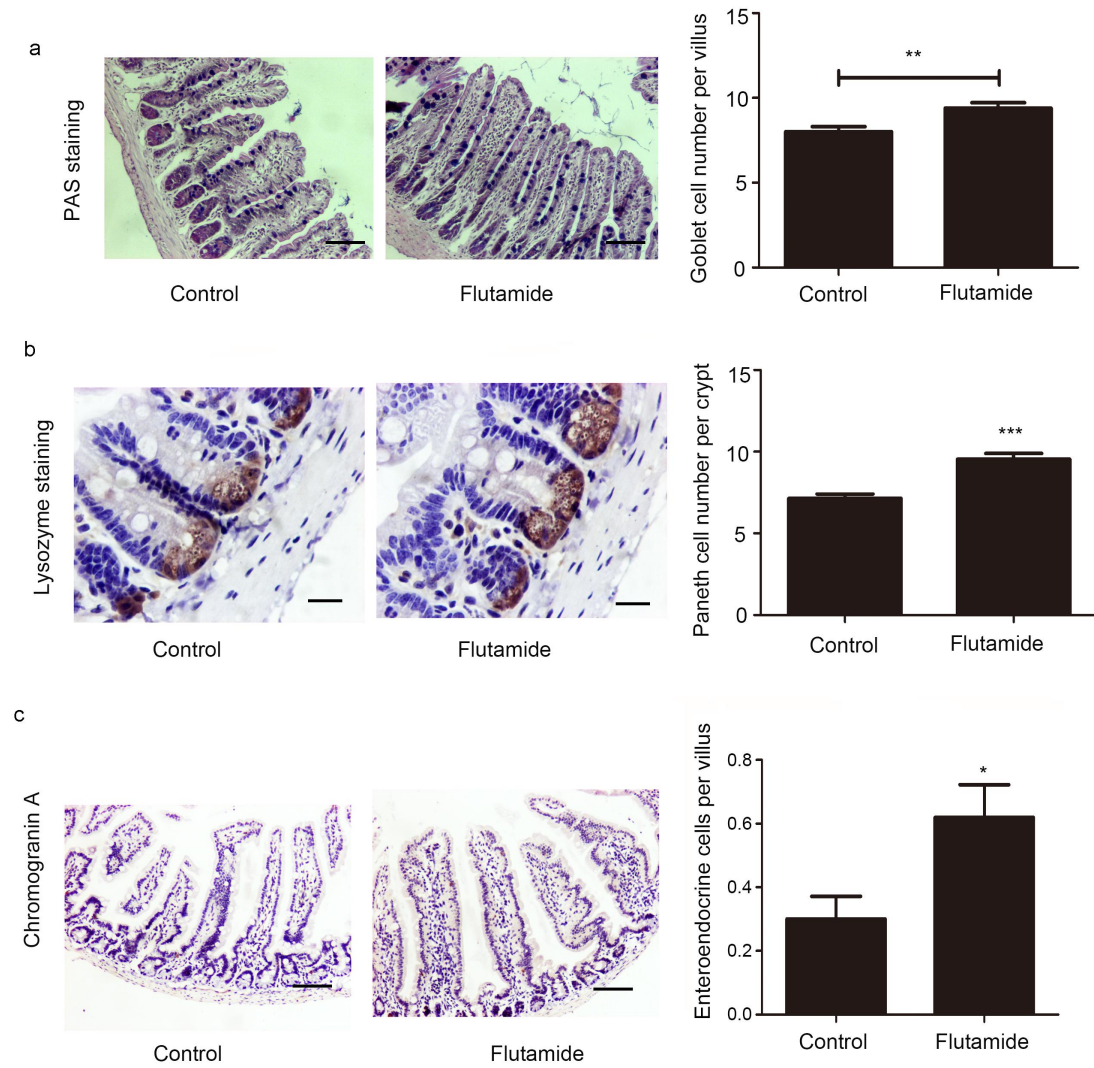 a
PAS staining
Control
Flutamide
Goblet cell number per villus
15
10
5
0
**
Control
Flutamide
b
Lysozyme staining
Control
Flutamide
Paneth cell number per crypt
15
10
5
0
***
Control
Flutamide
c
Chromogranin A
Control
Flutamide
Enteroendocrine cells per villus
0.8
0.6
0.4
0.2
0.0
*
Control
Flutamide